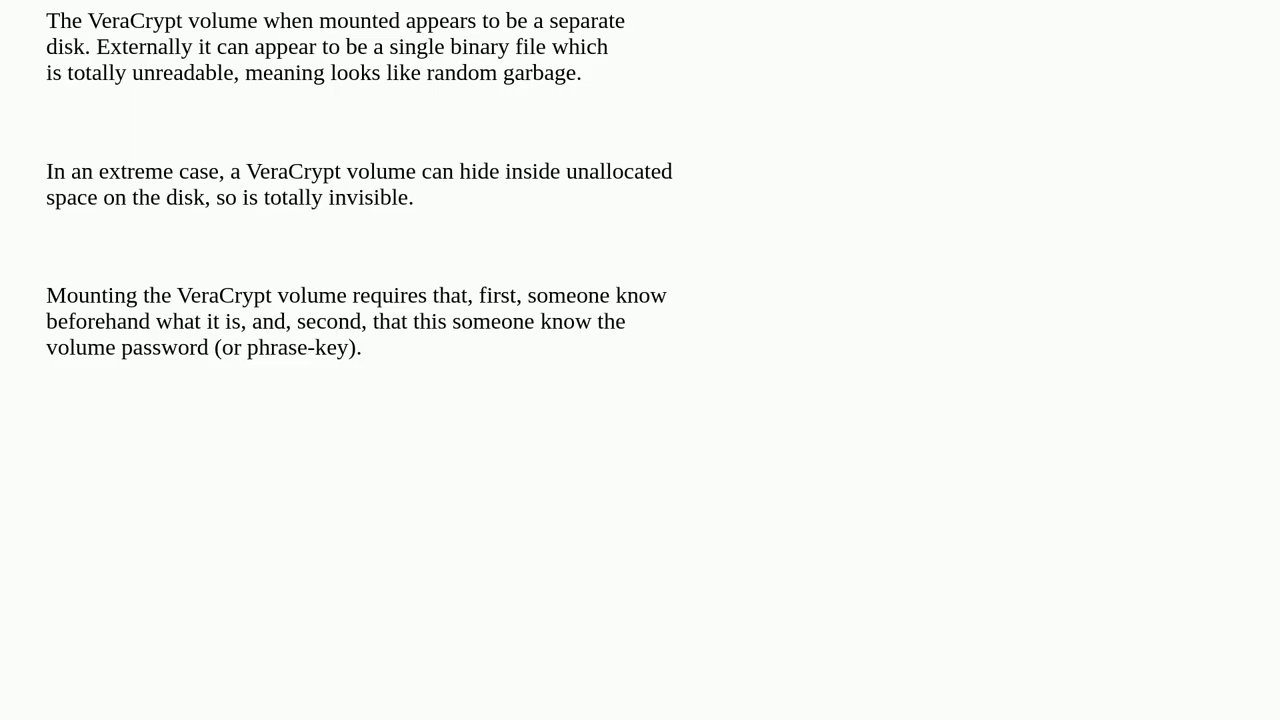 The VeraCrypt volume when mounted appears to be a separate
disk. Externally it can appear to be a single binary file which
is totally unreadable, meaning looks like random garbage.
In an extreme case, a VeraCrypt volume can hide inside unallocated
space on the disk, so is totally invisible.
Mounting the VeraCrypt volume requires that, first, someone know
beforehand what it is, and, second, that this someone know the
volume password (or phrase-key).